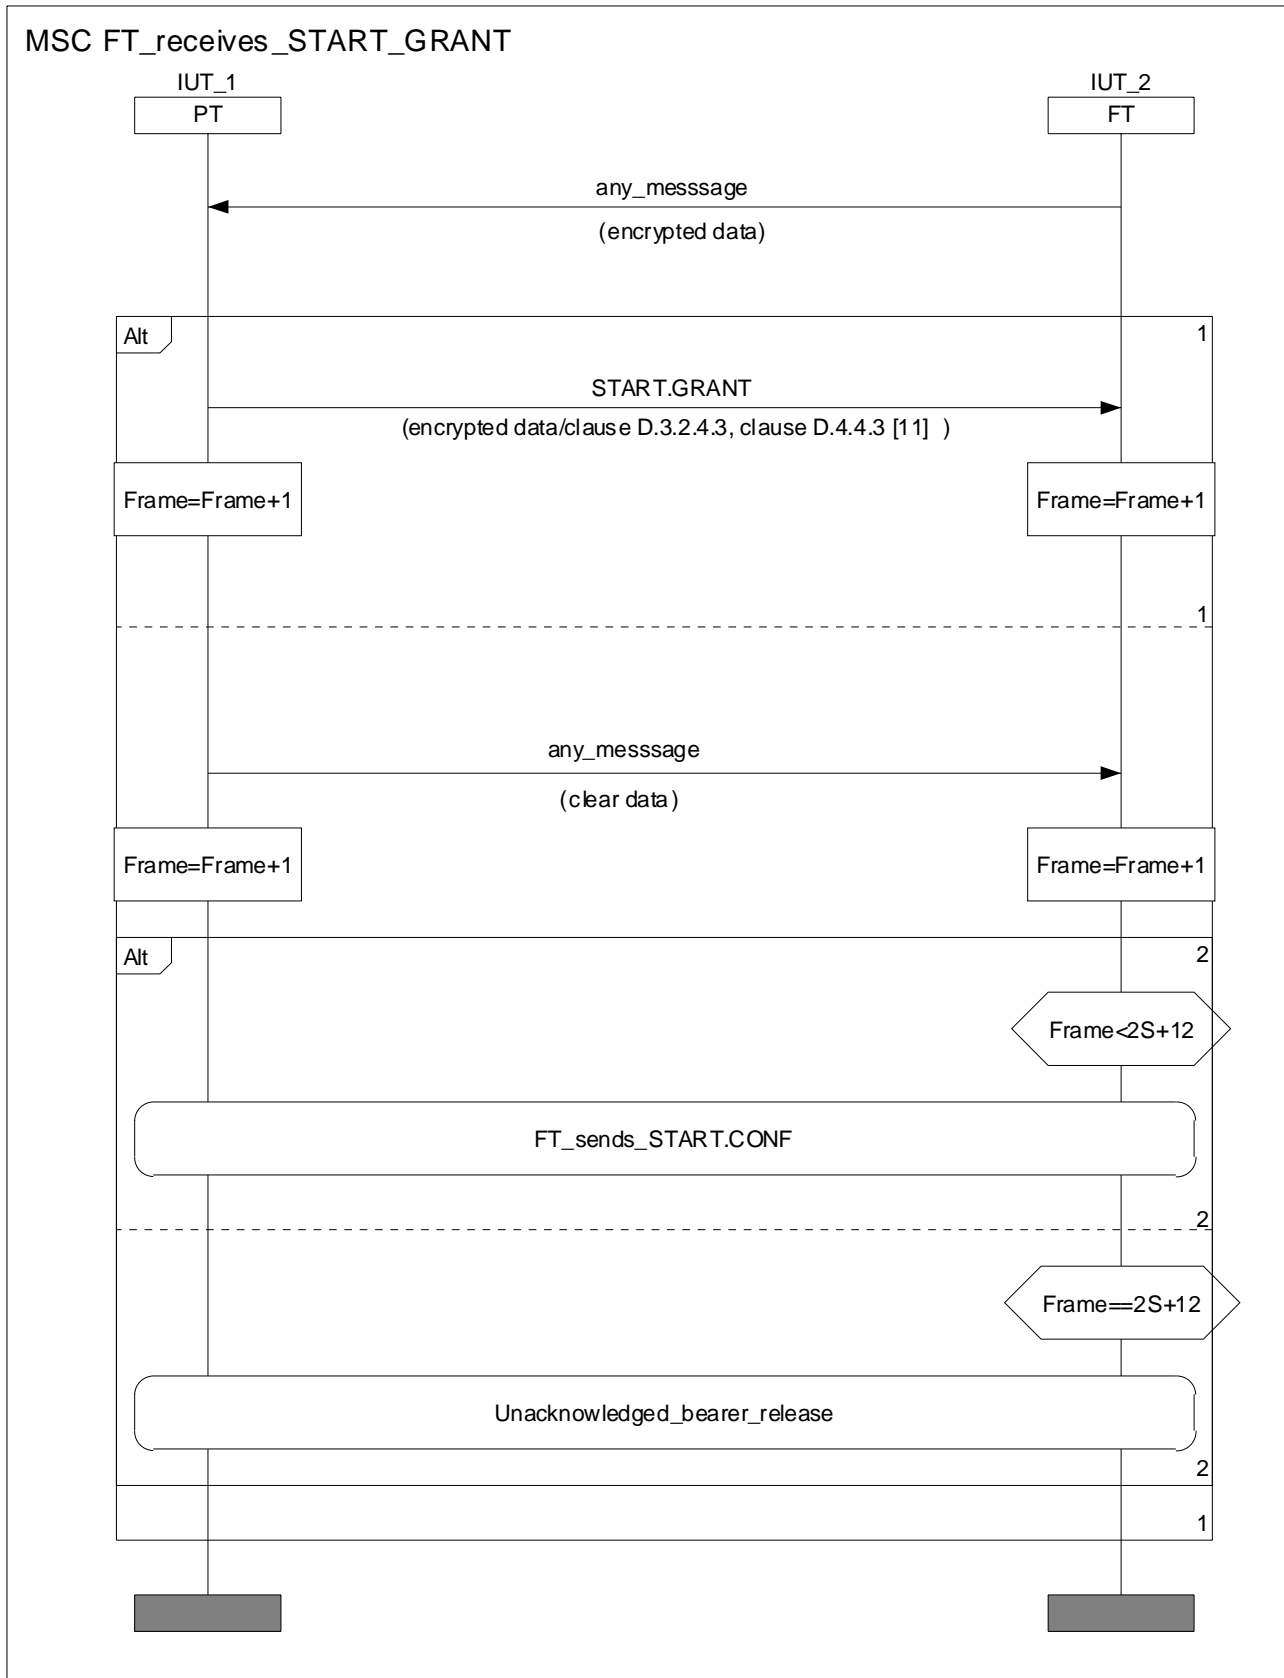 MSC FT_receives_START_GRANT
IUT_1
IUT_2
PT
FT
any_messsage
(encrypted data)
Alt
1
START.GRANT
(encrypted data/clause D.3.2.4.3, clause D.4.4.3 [11] )
Frame=Frame+1
Frame=Frame+1
1
any_messsage
(clear data)
Frame=Frame+1
Frame=Frame+1
Alt
2
Frame<2S+12
FT_sends_START.CONF
2
Frame==2S+12
Unacknowledged_bearer_release
2
1